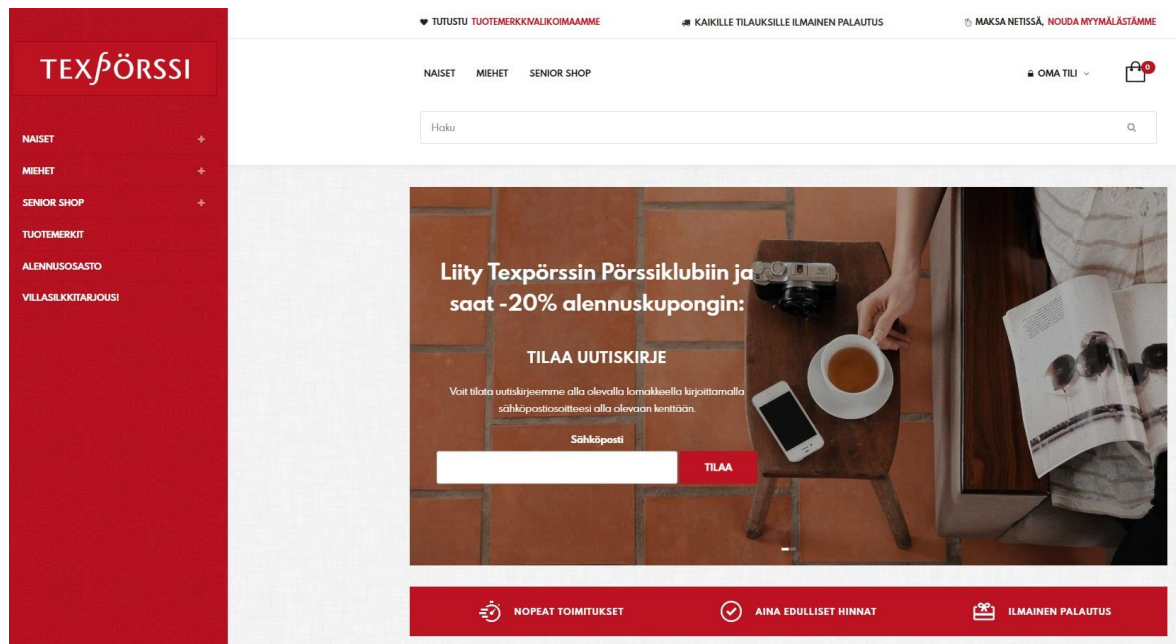 TUTUSTU TUOTEMERKKIVALIKOIMAAMME
KAIKILLE TILAUKSILLE ILMAINEN PALAUTUS
MAKSA NETISSÄ, NOUDA MYYMÄLÄSTÄMME
TEXPÖRSSI
NAISET MIEHET SENIOR SHOP
OMA TILI
0
Haku
NAISET
MIEHET
SENIOR SHOP
TUOTEMERKIT
ALENNUSOSASTO
VILLASILKKITARJOUS!
Liity Texpörssin Pörssiklubiin ja
saat -20% alennuskupongin:
TILAA UUTISKIRJE
Voit tilata uutiskirjeemme alla olevalla lomakkeella kirjoittamalla
sähköpostiosoitteesi alla olevaan kenttään.
Sähköposti
TILAA
NOPEAT TOIMITUKSET
AINA EDULLISET HINNAT
ILMAINEN PALAUTUS